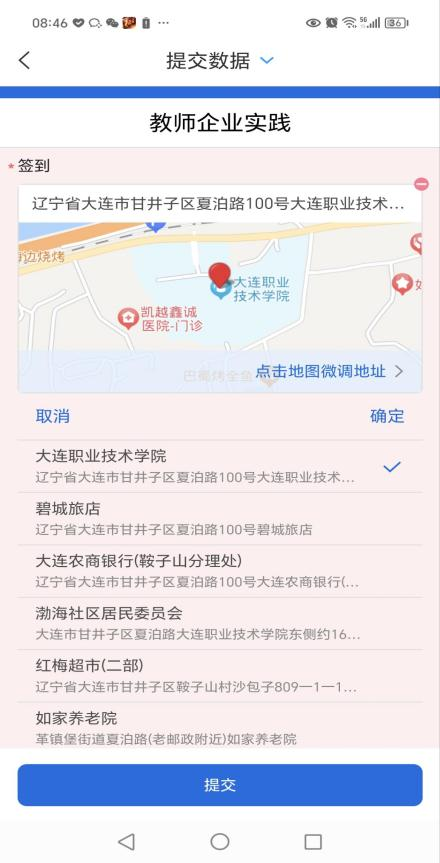 08:46
5G
86
提交数据
教师企业实践
*签到
辽宁省大连市甘井子区夏泊路100号大连职业技术...
海边烧烤
大连职业
技术学院
凯越鑫诚
医院-门诊
如
巴蜀烤全鱼
点击地图微调地址
取消
确定
大连职业技术学院
辽宁省大连市甘井子区夏泊路100号大连职业技术...
碧城旅店
辽宁省大连市甘井子区夏泊路100号碧城旅店
大连农商银行(鞍子山分理处)
辽宁省大连市甘井子区夏泊路100号大连农商银行(...
渤海社区居民委员会
大连市甘井子区夏泊路大连职业技术学院东侧约16...
红梅超市(二部)
辽宁省大连市甘井子区鞍子山村沙包子809一1一1...
如家养老院
革镇堡街道夏泊路(老邮政附近)如家养老院
提交